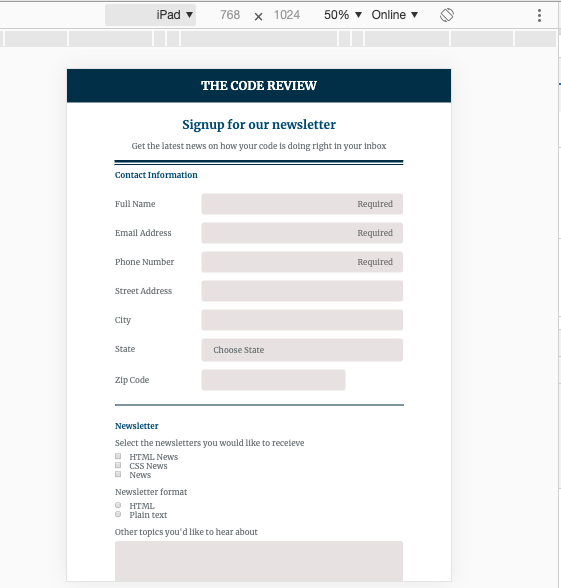 iPad ▼ 768 × 1024 50% ▼ Online ▼
THE CODE REVIEW
Signup for our newsletter
Get the latest news on how your code is doing right in your inbox
Contact Information
Full Name Required
Email Address Required
Phone Number Required
Street Address
City
State Choose State
Zip Code
Newsletter
Select the newsletters you would like to receieve
HTML News
CSS News
News
Newsletter format
HTML
Plain text
Other topics you'd like to hear about